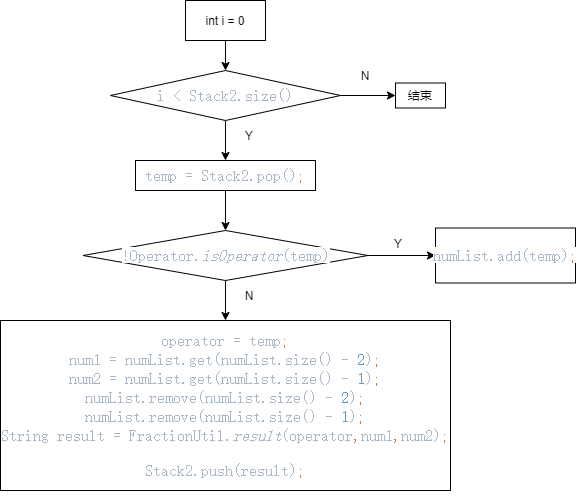 int i = 0
N
i < Stack2.size()
结束
Y
temp = Stack2.pop();
Y
!Operator.isOperator(temp)
numList.add(temp);
N
operator = temp;
num1 = numList.get(numList.size() - 2);
num2 = numList.get(numList.size() - 1);
numList.remove(numList.size() - 2);
numList.remove(numList.size() - 1);
String result = FractionUtil.result(operator,num1,num2);
Stack2.push(result);